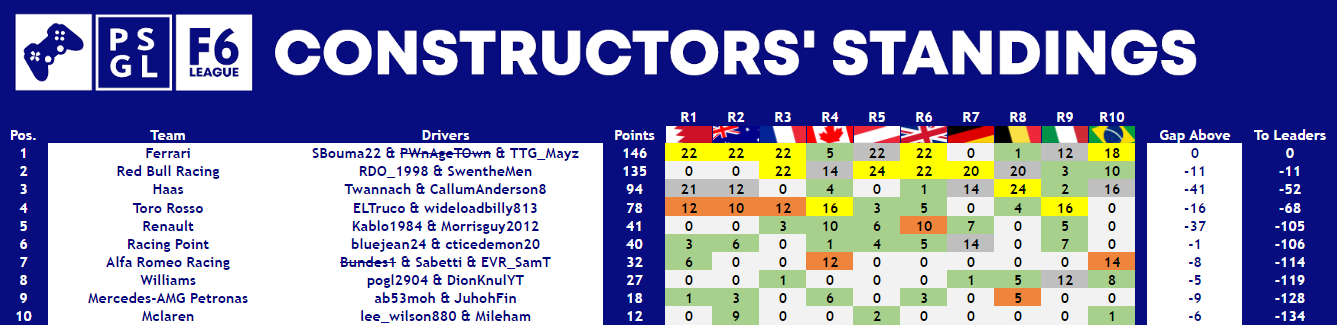 PS GL F6 LEAGUE CONSTRUCTORS' STANDINGS
R1 R2 R3 R4 R5 R6 R7 R8 R9 R10
Pos. Team Drivers Points Gap Above To Leaders
1 Ferrari SBouma22 & PWnAgeTOwn & TTG_Mayz 146 22 22 22 5 22 22 0 1 12 18 0 0
2 Red Bull Racing RDO_1998 & SwentheMen 135 0 0 22 14 24 22 20 20 3 10 -11 -11
3 Haas Twannach & CallumAnderson8 94 21 12 0 4 0 1 14 24 2 16 -41 -52
4 Toro Rosso ELTruco & wideloadbilly813 78 12 10 12 16 3 5 0 4 16 0 -16 -68
5 Renault Kablo1984 & Morrisguy2012 41 0 0 3 10 6 10 7 0 5 0 -37 -105
6 Racing Point bluejean24 & cticedemon20 40 3 6 0 1 4 5 14 0 7 0 -1 -106
7 Alfa Romeo Racing Bundes1 & Sabetti & EVR_SamT 32 6 0 0 12 0 0 0 0 0 14 -8 -114
8 Williams pogl2904 & DionKnulYT 27 0 0 1 0 0 0 1 5 12 8 -5 -119
9 Mercedes-AMG Petronas ab53moh & JuhohFin 18 1 3 0 6 0 3 0 5 0 0 -9 -128
10 Mclaren lee_wilson880 & Mileham 12 0 9 0 0 2 0 0 0 0 1 -6 -134